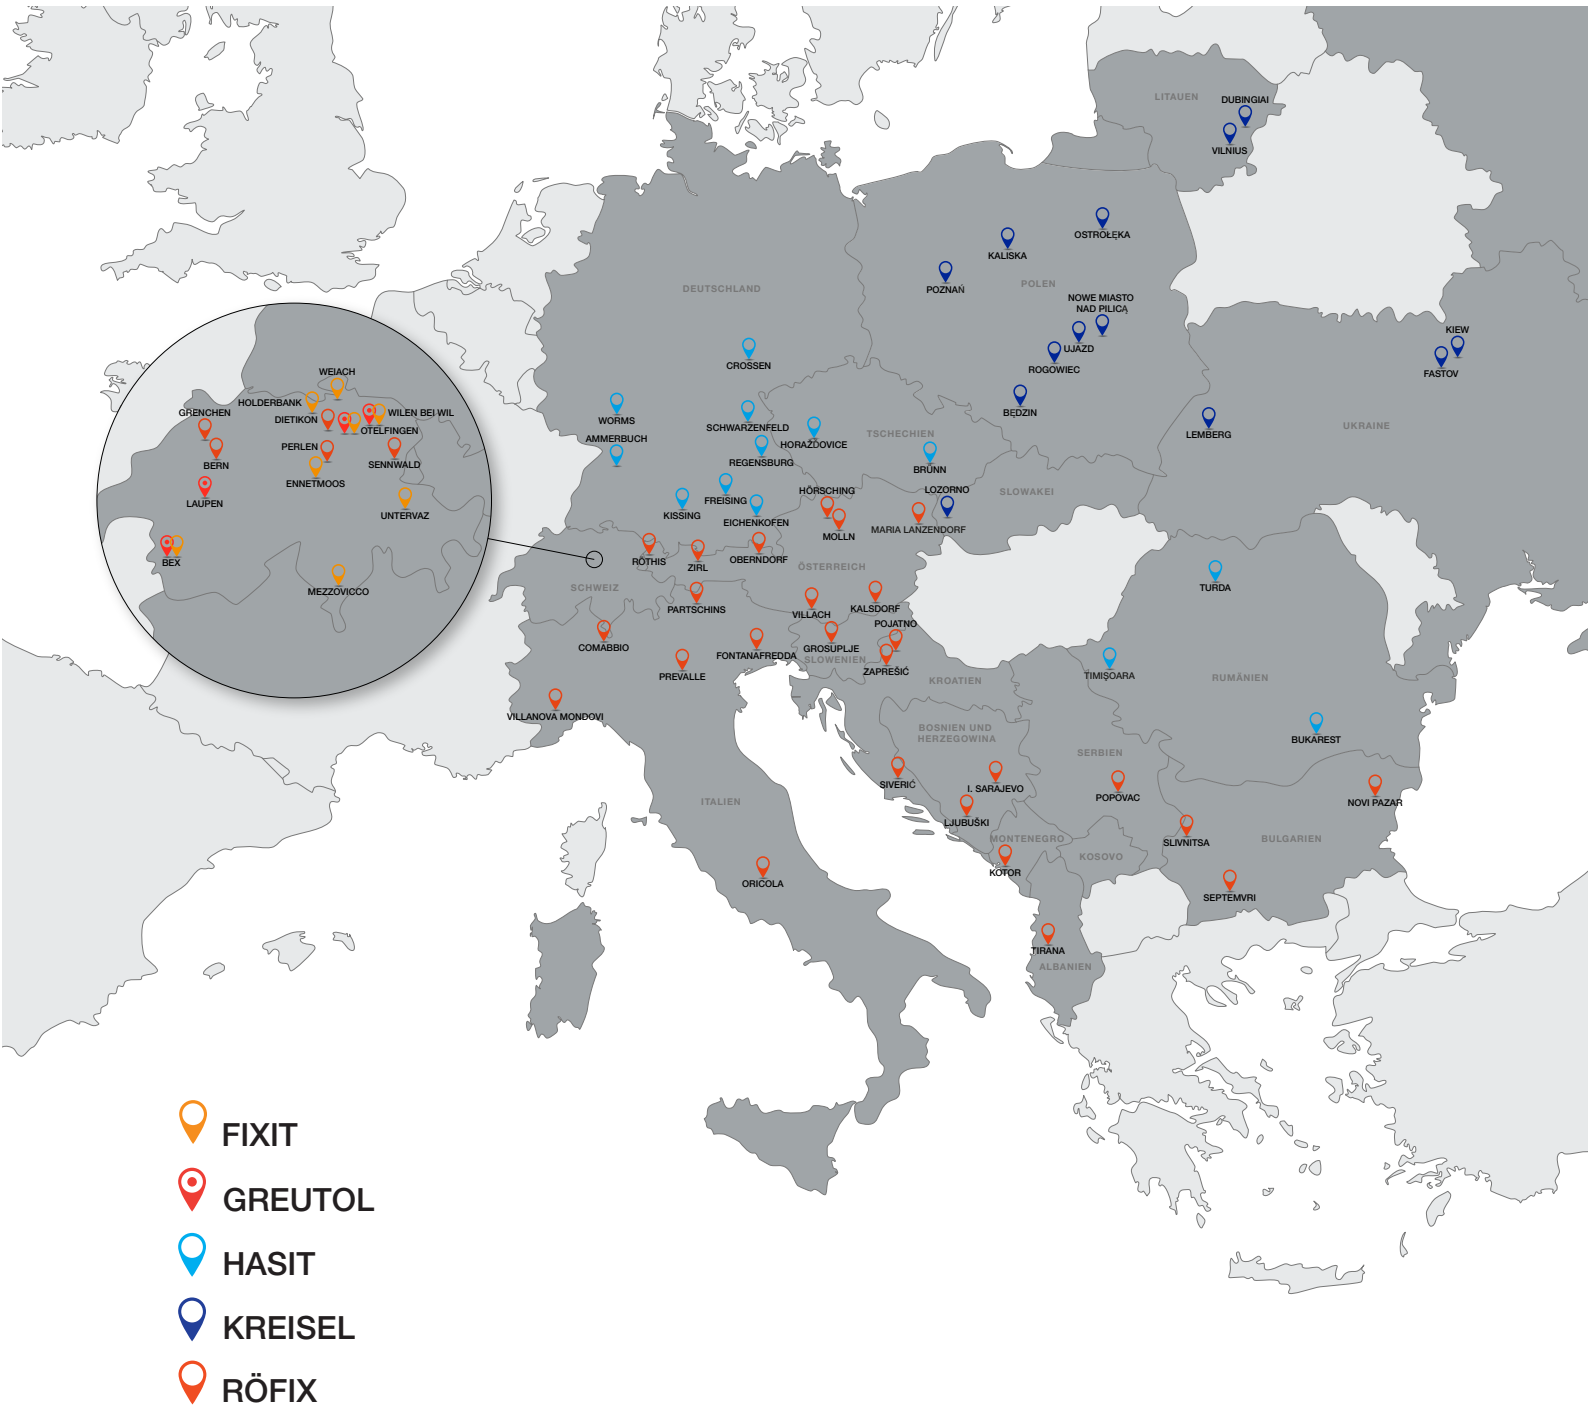 LITAUEN
DUBINGIAI
VILNIUS
OSTROŁĘKA
KALISKA
POLEN
POZNAŃ
DEUTSCHLAND
NOWE MIASTO
NAD PILICĄ
UJAZD
ROGOWIEC
KIEW
FASTOV
CROSSEN
BĘDZIN
LEMBERG
UKRAINE
WORMS
SCHWARZENFELD
AMMERBUCH
HORAZDOVICE
TSCHECHIEN
REGENSBURG
BRÜNN
WEIACH
HOLDERBANK
GRENCHEN
DIETIKON
WILEN BEI WIL
OTELFINGEN
PERLEN
BERN
SENNWALD
ENNETMOOS
LAUPEN
UNTERVAZ
BEX
MEZZOVICCO
FREISING
HÖRSCHING
LOZORNO
SLOWAKEI
KISSING
EICHENKOFEN
MOLLN
MARIA LANZENDORF
RÖTHIS
ZIRL
OBERNDORF
ÖSTERREICH
SCHWEIZ
TURDA
PARTSCHINS
VILLACH
KALSDORF
POJATNO
COMABBIO
FONTANAFREDDA
GROSUPLJE
SLOWENIEN
ZAPREŠIĆ
PREVALLE
KROATIEN
TIMIŞOARA
RUMÄNIEN
VILLANOVA MONDOVI
BOSNIEN UND
HERZEGOWINA
BUKAREST
SERBIEN
SIVERIĆ
I. SARAJEVO
POPOVAC
NOVI PAZAR
ITALIEN
LJUBUŠKI
MONTENEGRO
SLIVNITSA
BULGARIEN
KOSOVO
KOTOR
ORICOLA
SEPTEMVRI
TIRANA
ALBANIEN
FIXIT
GREUTOL
HASIT
KREISEL
RÖFIX